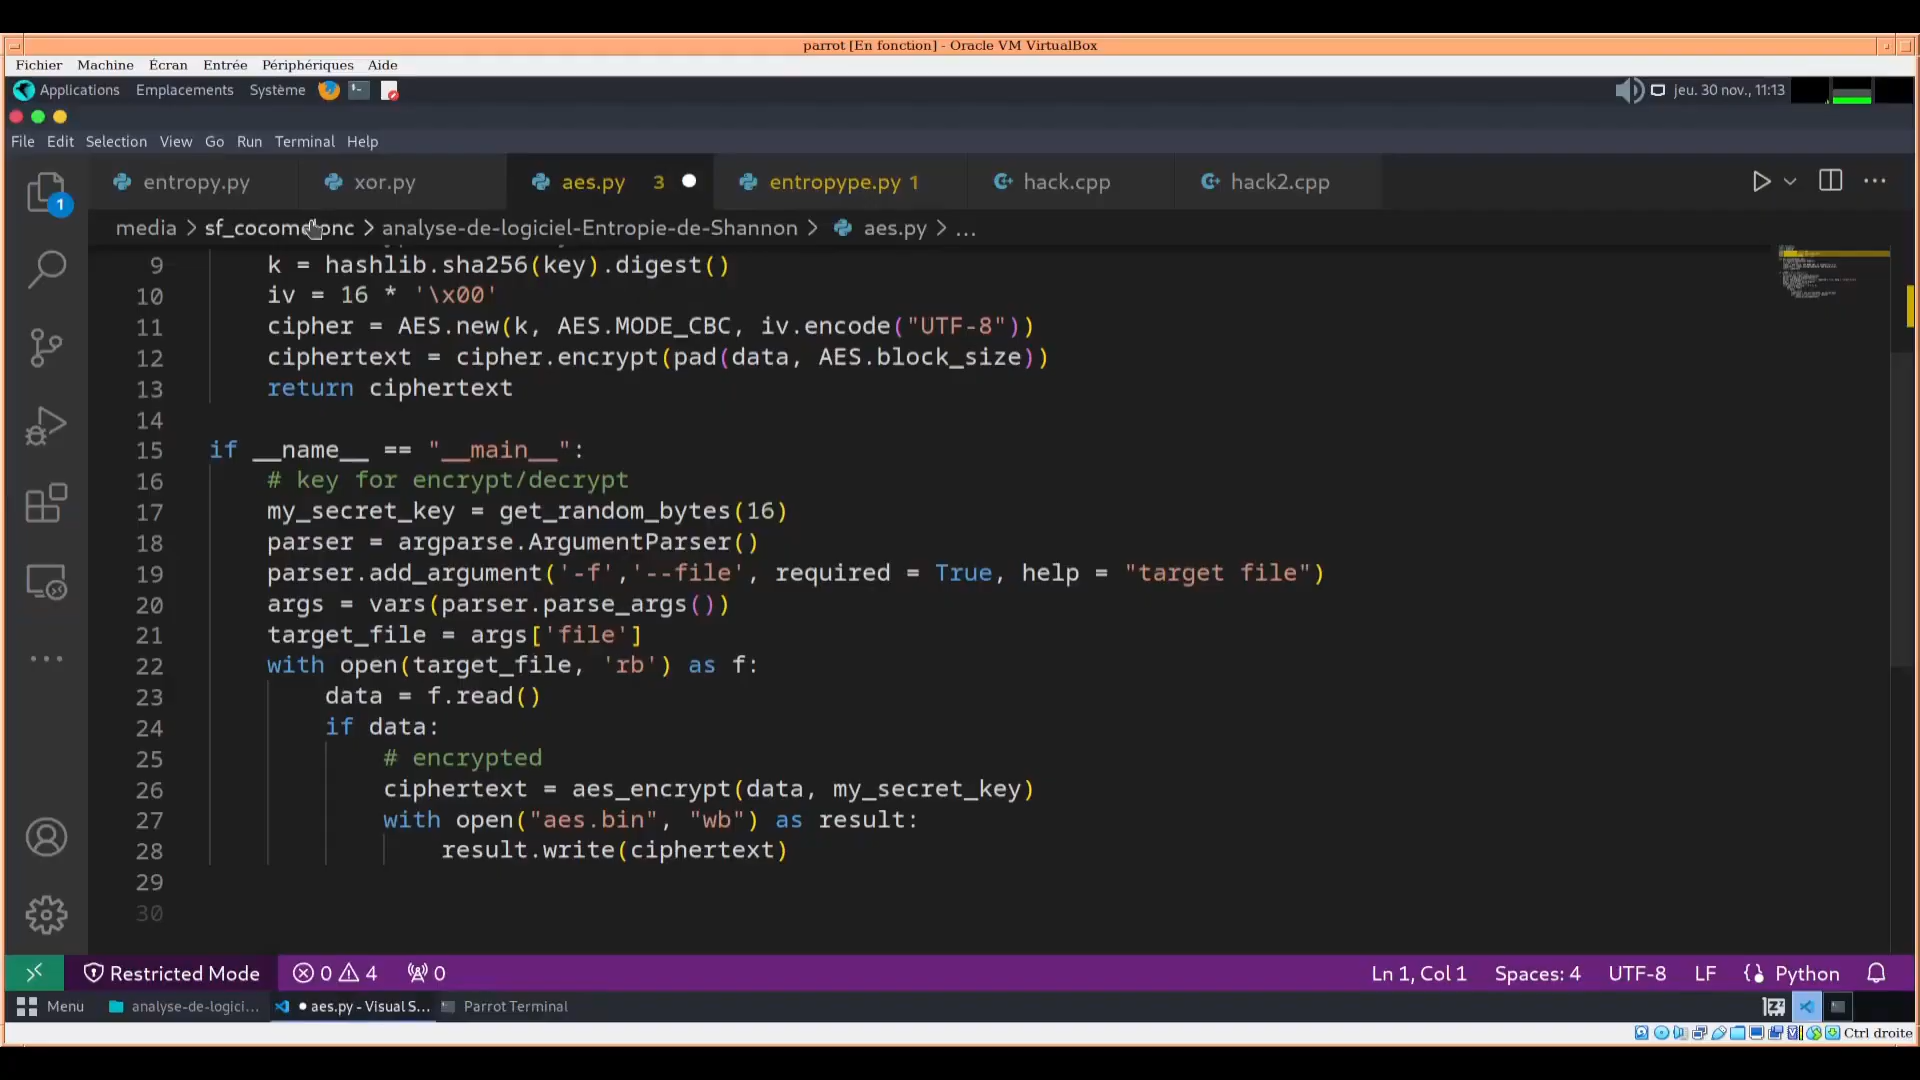 parrot [En fonction] - Oracle VM VirtualBox
Fichier Machine Écran Entrée Périphériques Aide
Applications Emplacements Système jeu. 30 nov., 11:13
File Edit Selection View Go Run Terminal Help
entropy.py xor.py aes.py 3 entropype.py 1 hack.cpp hack2.cpp
1
media > > analyse-de-logiciel-Entropie-de-Shannon > aes.py > ...
9 k = hashlib.sha256(key).digest()
10 iv = 16 * '\x00'
11 cipher = AES.new(k, AES.MODE_CBC, iv.encode("UTF-8"))
12 ciphertext = cipher.encrypt(pad(data, AES.block_size))
13 return ciphertext
14
15 if __name__ == "__main__":
16 # key for encrypt/decrypt
17 my_secret_key = get_random_bytes(16)
18 parser = argparse.ArgumentParser()
19 parser.add_argument('-f','--file', required = True, help = "target file")
20 args = vars(parser.parse_args())
21 target_file = args['file']
22 with open(target_file, 'rb') as f:
23 data = f.read()
24 if data:
25 # encrypted
26 ciphertext = aes_encrypt(data, my_secret_key)
27 with open("aes.bin", "wb") as result:
28 result.write(ciphertext)
29
30
Restricted Mode 0 4 0 Ln 1, Col 1 Spaces: 4 UTF-8 LF {} Python
Menu analyse-de-logici... ● aes.py - Visual S... Parrot Terminal
Ctrl droite